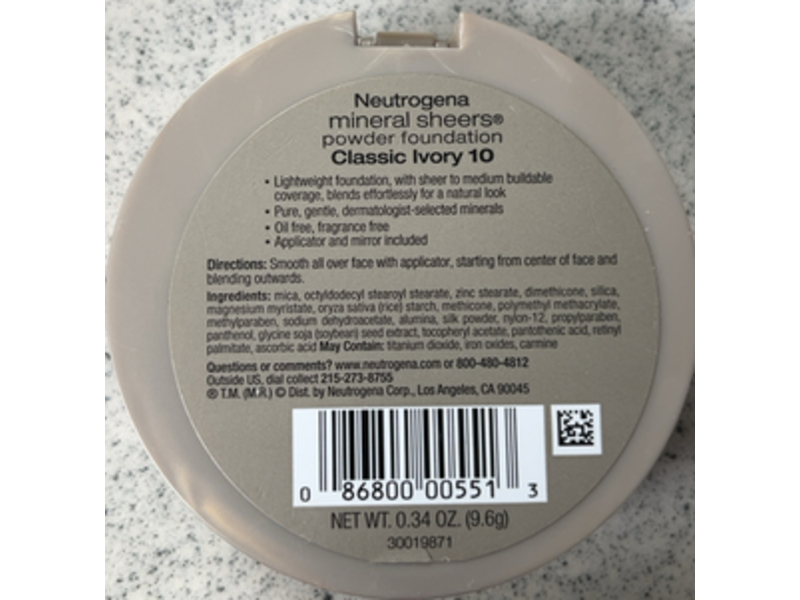 Neutrogena
mineral sheers®
powder foundation
Classic Ivory 10
• Lightweight foundation, with sheer to medium buildable
coverage, blends effortlessly for a natural look
• Pure, gentle, dermatologist-selected minerals
• Oil free, fragrance free
• Applicator and mirror included
Directions: Smooth all over face with applicator, starting from center of face and
blending outwards.
Ingredients: mica, octyldodecyl stearoyl stearate, zinc stearate, dimethicone, silica,
magnesium myristate, oryza sativa (rice) starch, methicone, polymethyl methacrylate,
methylparaben, sodium dehydroacetate, alumina, silk powder, nylon-12, propylparaben,
panthenol, glycine soja (soybean) seed extract, tocopheryl acetate, pantothenic acid, retinyl
palmitate, ascorbic acid May Contain: titanium dioxide, iron oxides, carmine
Questions or comments? www.neutrogena.com or 800-480-4812
Outside US, dial collect 215-273-8755
® T.M. (M.R.) © Dist. by Neutrogena Corp., Los Angeles, CA 90045
0 86800 00551 3
NET WT. 0.34 OZ. (9.6g)
30019871